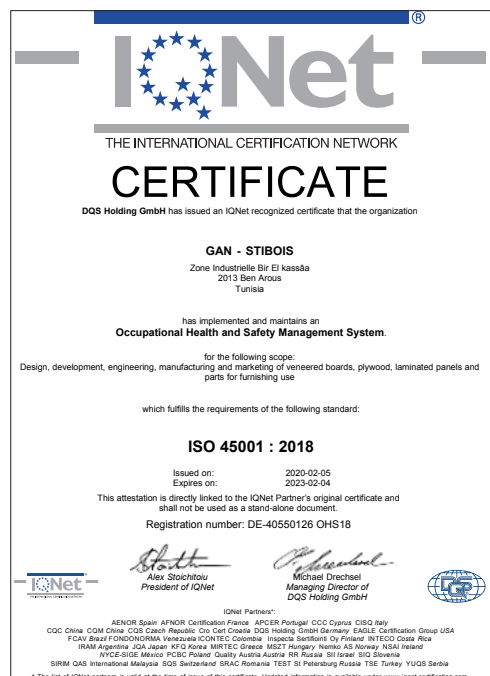 ®
IQNet
THE INTERNATIONAL CERTIFICATION NETWORK
CERTIFICATE
DQS Holding GmbH has issued an IQNet recognized certificate that the organization
GAN - STIBOIS
Zone Industrielle Bir El kassâa
2013 Ben Arous
Tunisia
has implemented and maintains an
Occupational Health and Safety Management System.
for the following scope:
Design, development, engineering, manufacturing and marketing of veneered boards, plywood, laminated panels and
parts for furnishing use
which fulfills the requirements of the following standard:
ISO 45001 : 2018
Issued on: 2020-02-05
Expires on: 2023-02-04
This attestation is directly linked to the IQNet Partner's original certificate and
shall not be used as a stand-alone document.
Registration number: DE-40550126 OHS18
Alex Stoichitoiu Michael Drechsel
President of IQNet Managing Director of
DQS Holding GmbH
IQNet
DQS
IQNet Partners*:
AENOR Spain AFNOR Certification France APCER Portugal CCC Cyprus CISQ Italy
CQC China CQM China CQS Czech Republic Cro Cert Croatia DQS Holding GmbH Germany EAGLE Certification Group USA
FCAV Brazil FONDONORMA Venezuela ICONTEC Colombia Inspecta Sertifiointi Oy Finland INTECO Costa Rica
IRAM Argentina JQA Japan KFQ Korea MIRTEC Greece MSZT Hungary Nemko AS Norway NSAI Ireland
NYCE-SIGE México PCBC Poland Quality Austria Austria RR Russia SII Israel SIQ Slovenia
SIRIM QAS International Malaysia SQS Switzerland SRAC Romania TEST St Petersburg Russia TSE Turkey YUQS Serbia